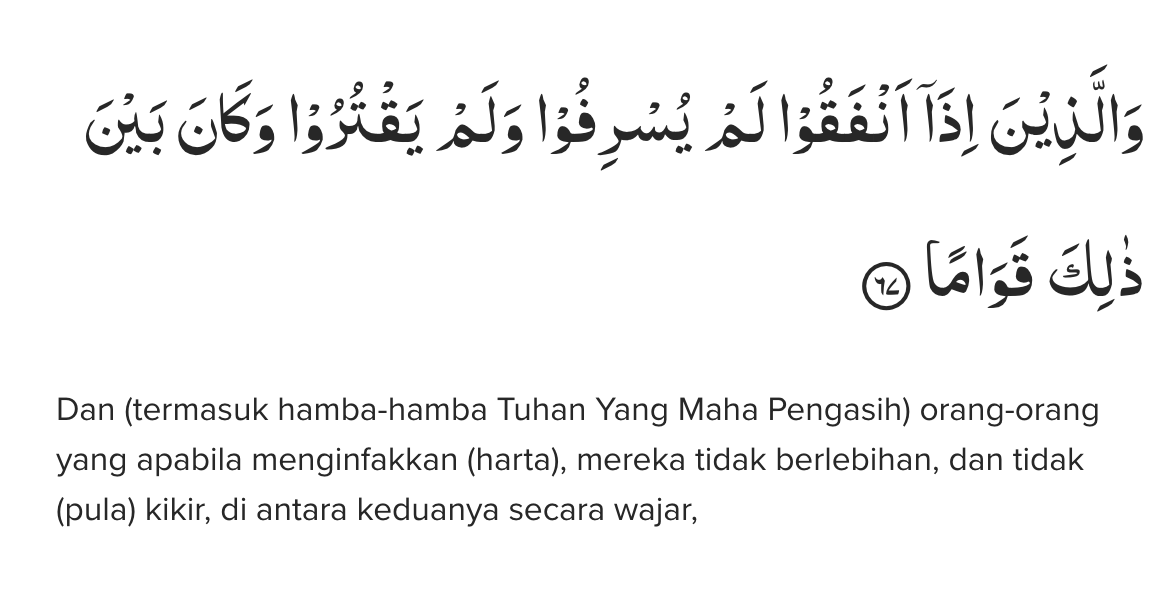 وَالَّذِيْنَ اِذَآ اَنْفَقُوْا لَمْ يُسْرِفُوْا وَلَمْ يَقْتُرُوْا وَكَانَ بَيْنَ
ذٰلِكَ قَوَامًا ٦٧
Dan (termasuk hamba-hamba Tuhan Yang Maha Pengasih) orang-orang
yang apabila menginfakkan (harta), mereka tidak berlebihan, dan tidak
(pula) kikir, di antara keduanya secara wajar,